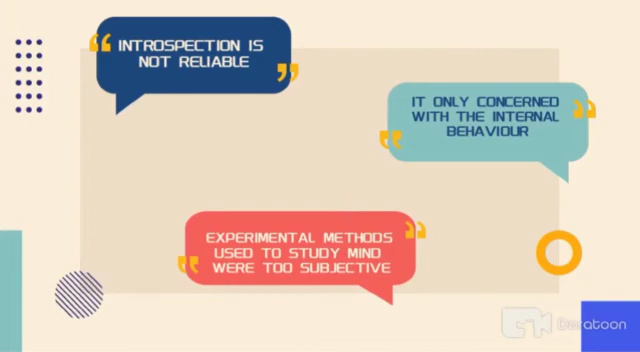 INTROSPECTION IS
NOT RELIABLE
IT ONLY CONCERNED
WITH THE INTERNAL
BEHAVIOUR
EXPERIMENTAL METHODS
USED TO STUDY MIND
WERE TOO SUBJECTIVE